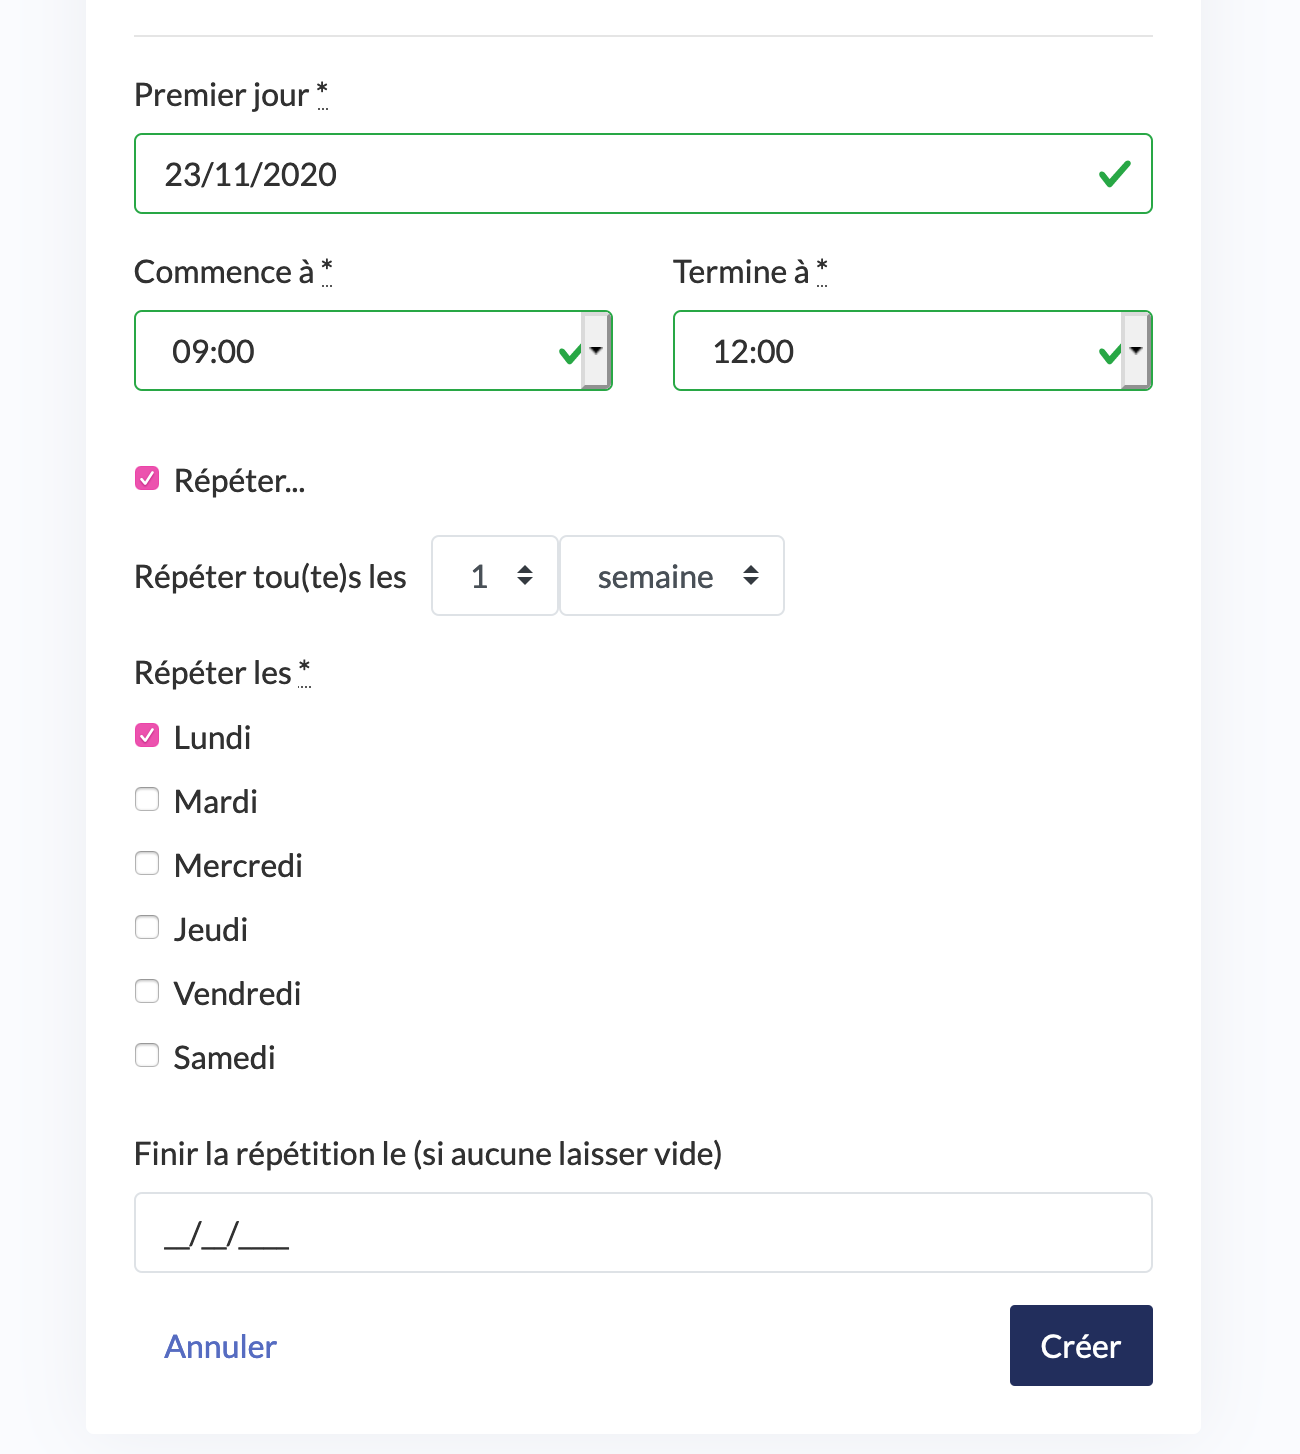 Premier jour *
23/11/2020
Commence à * Termine à *
09:00 12:00
Répéter...
Répéter tou(te)s les 1 semaine
Répéter les *
Lundi
Mardi
Mercredi
Jeudi
Vendredi
Samedi
Finir la répétition le (si aucune laisser vide)
__/__/____
Annuler Créer